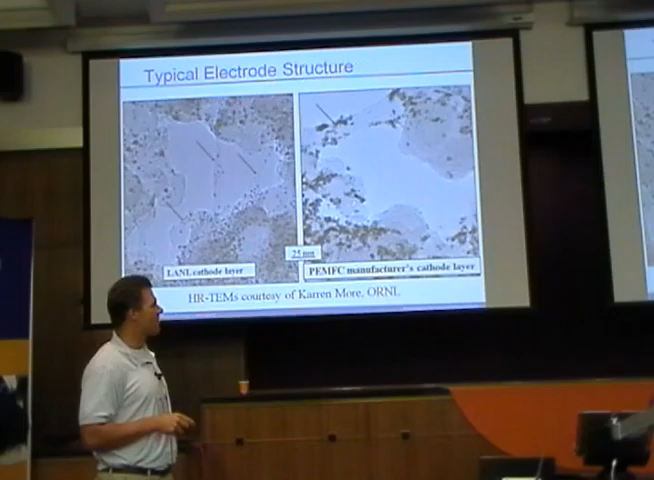 Typical Electrode Structure
25 nm
LANL cathode layer
PEMFC manufacturer's cathode layer
HR-TEMs courtesy of Karren More, ORNL